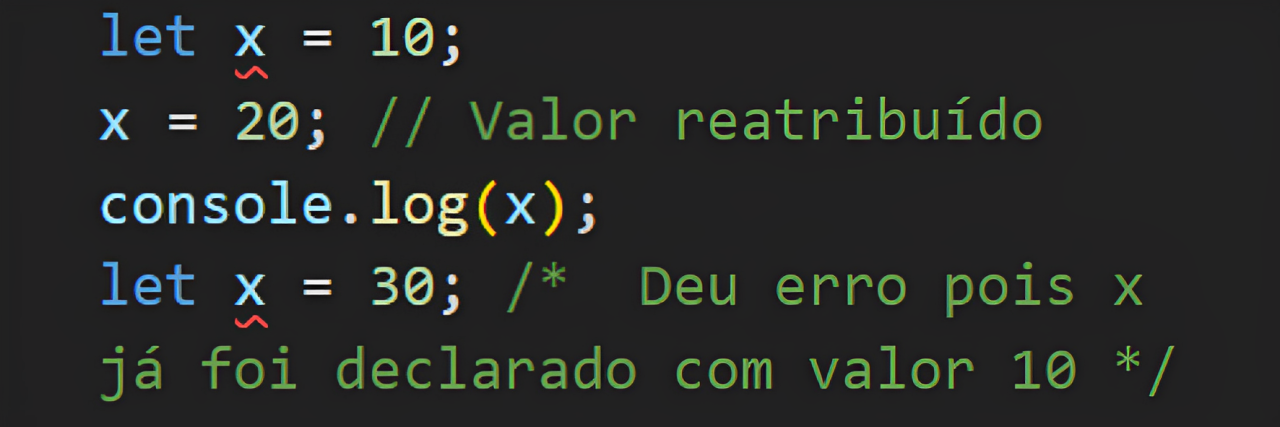 let x = 10;
x = 20; // Valor reatribuído
console.log(x);
let x = 30; /*  Deu erro pois x
já foi declarado com valor 10 */